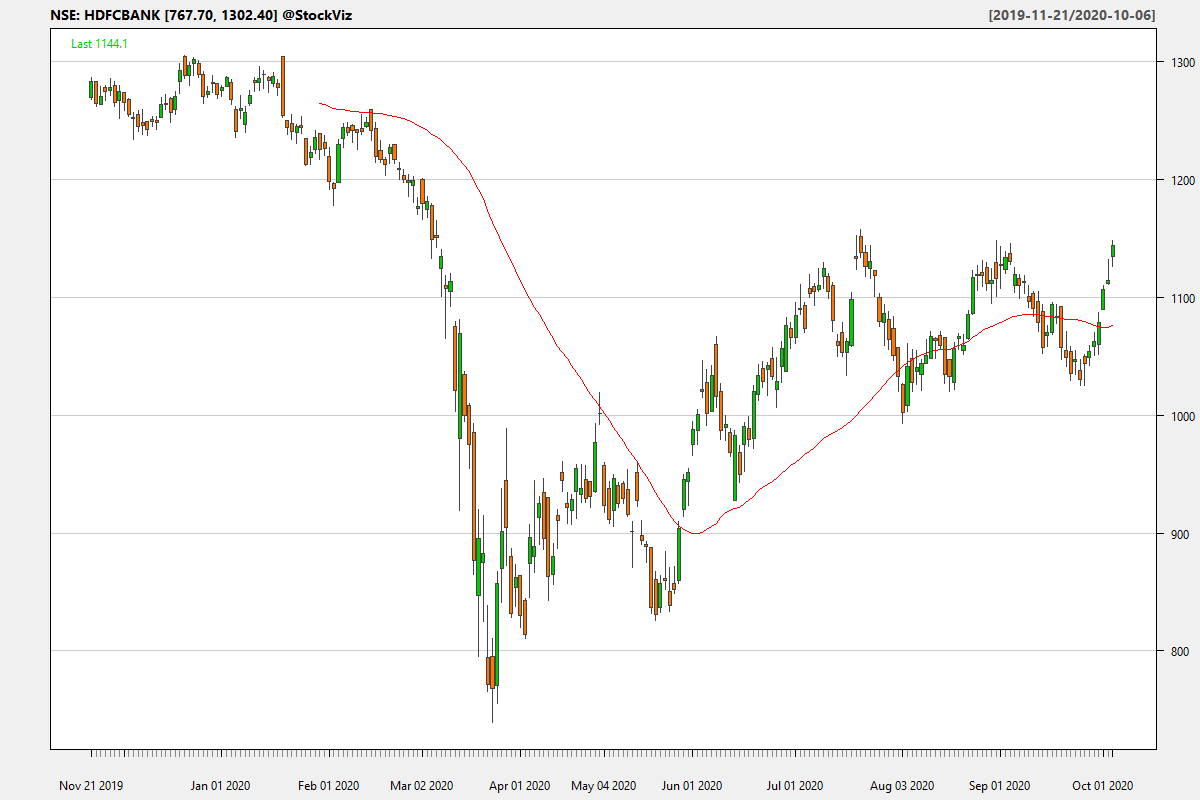 NSE: HDFCBANK [767.70, 1302.40] @StockViz
[2019-11-21/2020-10-06]
Last 1144.1
1300
1200
1100
1000
900
800
Nov 21 2019
Jan 01 2020
Feb 01 2020
Mar 02 2020
Apr 01 2020
May 04 2020
Jun 01 2020
Jul 01 2020
Aug 03 2020
Sep 01 2020
Oct 01 2020